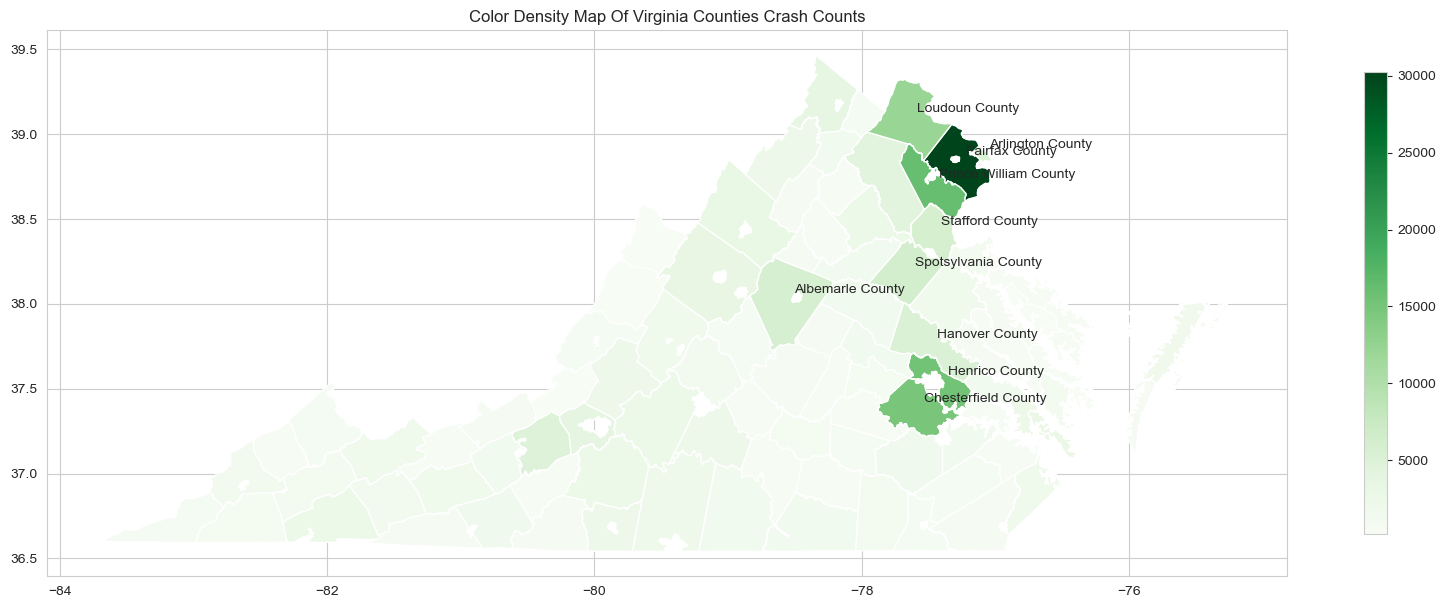 Color Density Map Of Virginia Counties Crash Counts
39.5
39.0
38.5
38.0
37.5
37.0
36.5
−84
−82
−80
−78
−76
Loudoun County
Arlington County
Fairfax County
William County
Stafford County
Spotsylvania County
Albemarle County
Hanover County
Henrico County
Chesterfield County
30000
25000
20000
15000
10000
5000